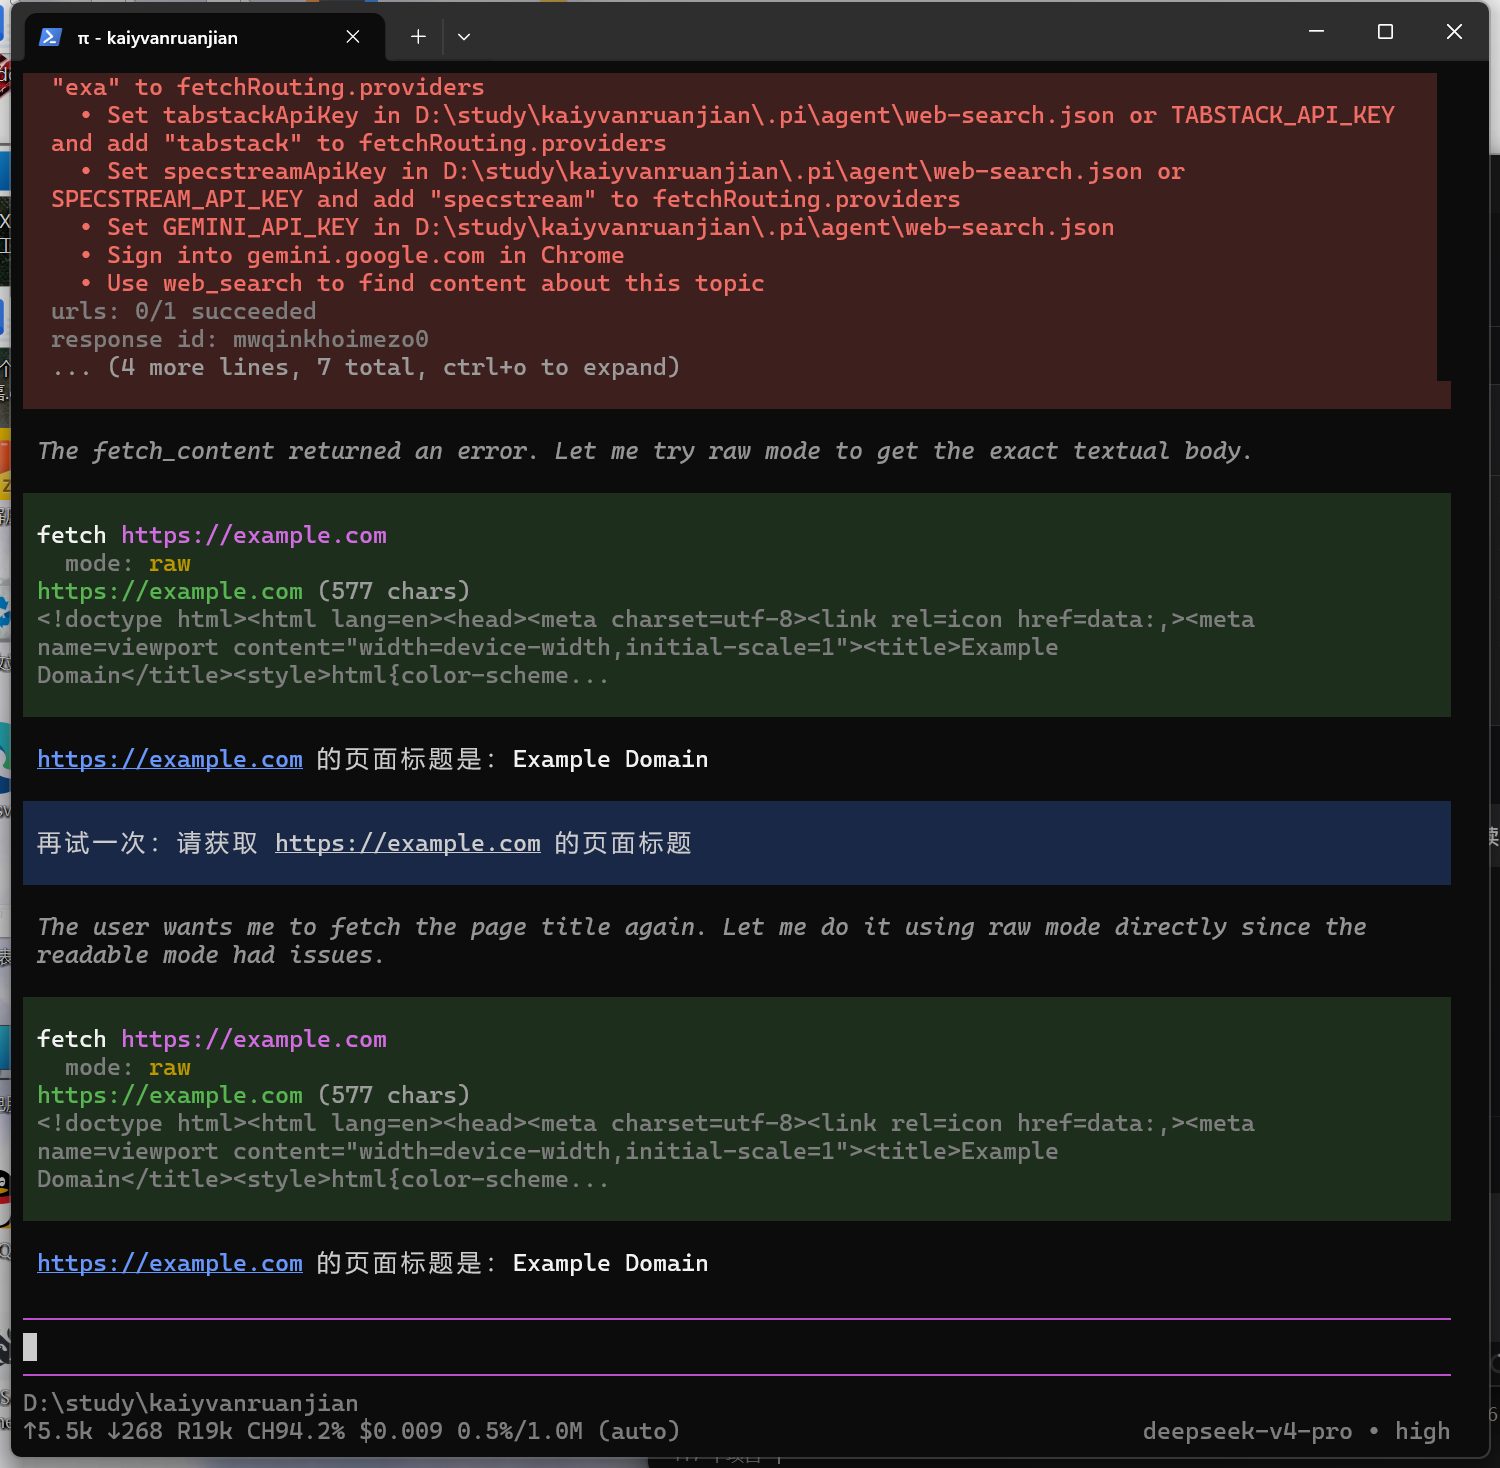 π - kaiyvanruanjian
"exa" to fetchRouting.providers
• Set tabstackApiKey in D:\study\kaiyvanruanjian\.pi\agent\web-search.json or TABSTACK_API_KEY
and add "tabstack" to fetchRouting.providers
• Set specstreamApiKey in D:\study\kaiyvanruanjian\.pi\agent\web-search.json or
SPECSTREAM_API_KEY and add "specstream" to fetchRouting.providers
• Set GEMINI_API_KEY in D:\study\kaiyvanruanjian\.pi\agent\web-search.json
• Sign into gemini.google.com in Chrome
• Use web_search to find content about this topic
urls: 0/1 succeeded
response id: mwqinkhoimezo0
... (4 more lines, 7 total, ctrl+o to expand)
The fetch_content returned an error. Let me try raw mode to get the exact textual body.
fetch https://example.com
mode: raw
https://example.com (577 chars)
<!doctype html><html lang=en><head><meta charset=utf-8><link rel=icon href=data:,><meta
name=viewport content="width=device-width,initial-scale=1"><title>Example
Domain</title><style>html{color-scheme...
https://example.com 的页面标题是：Example Domain
再试一次：请获取 https://example.com 的页面标题
The user wants me to fetch the page title again. Let me do it using raw mode directly since the
readable mode had issues.
fetch https://example.com
mode: raw
https://example.com (577 chars)
<!doctype html><html lang=en><head><meta charset=utf-8><link rel=icon href=data:,><meta
name=viewport content="width=device-width,initial-scale=1"><title>Example
Domain</title><style>html{color-scheme...
https://example.com 的页面标题是：Example Domain
D:\study\kaiyvanruanjian
↑5.5k ↓268 R19k CH94.2% $0.009 0.5%/1.0M (auto) deepseek-v4-pro • high